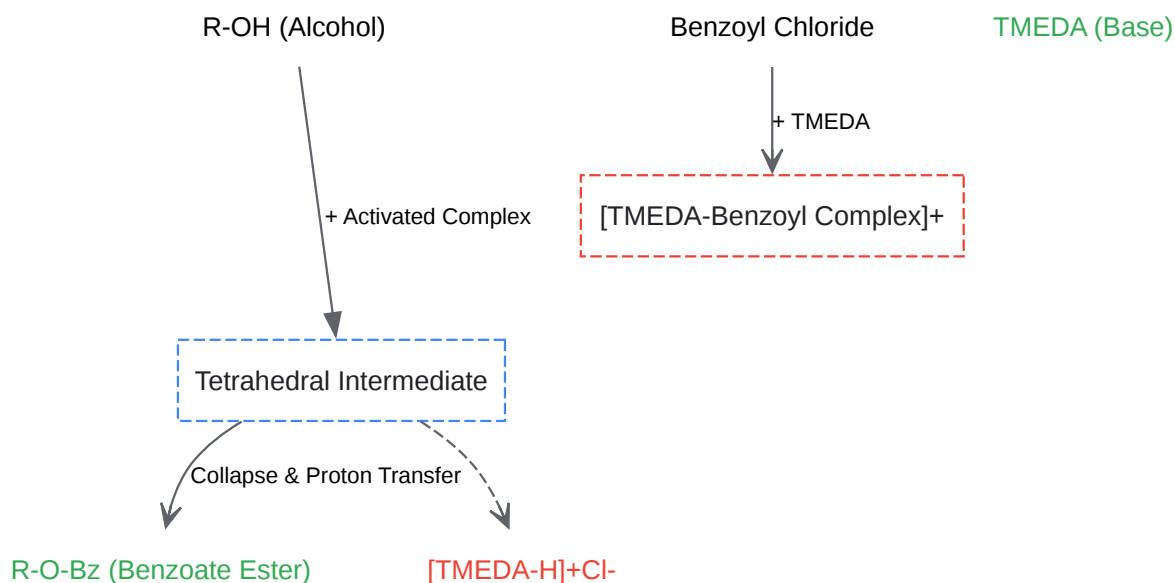 R-OH (Alcohol)
Benzoyl Chloride
TMEDA (Base)
+ TMEDA
[TMEDA-Benzoyl Complex]+
+ Activated Complex
Tetrahedral Intermediate
Collapse & Proton Transfer
R-O-Bz (Benzoate Ester)
[TMEDA-H]+Cl-